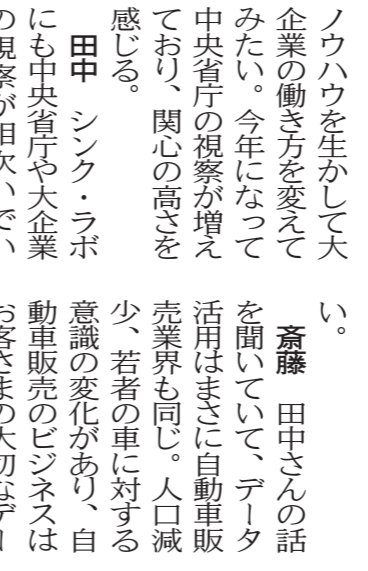 ノウハウを生かして大
企業の働き方を変えて
みたい。今年になって
中央省庁の視察が増え
ており、関心の高さを
感じる。
田中　シンク・ラボ
にも中央省庁や大企業
の視察が相次いでい
い。
斎藤　田中さんの話
を聞いていて、データ
活用はまさに自動車販
売業界も同じ。人口減
少、若者の車に対する
意識の変化があり、自
動車販売のビジネスは
お客さまの大切なデー